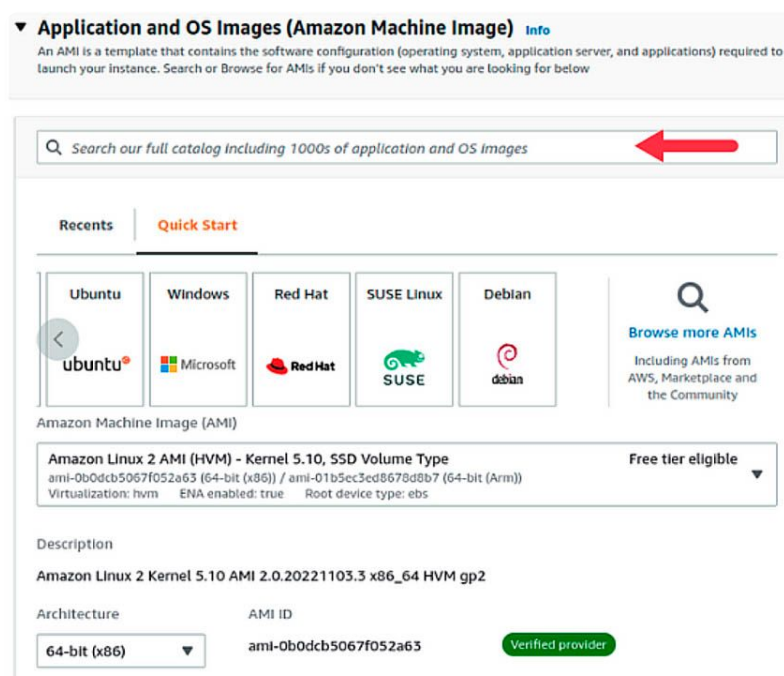 Application and OS Images (Amazon Machine Image) Info
An AMI is a template that contains the software configuration (operating system, application server, and applications) required to
launch your instance. Search or Browse for AMIs if you don't see what you are looking for below
Search our full catalog including 1000s of application and OS images
Recents Quick Start
Ubuntu Windows Red Hat SUSE Linux Debian
ubuntu Microsoft Red Hat SUSE debian
Browse more AMIs
Including AMIs from
AWS, Marketplace and
the Community
Amazon Machine Image (AMI)
Amazon Linux 2 AMI (HVM) - Kernel 5.10, SSD Volume Type Free tier eligible
ami-0b0dcb5067f052a63 (64-bit (x86)) / ami-01b5ec3ed8678d8b7 (64-bit (Arm))
Virtualization: hvm ENA enabled: true Root device type: ebs
Description
Amazon Linux 2 Kernel 5.10 AMI 2.0.20221103.3 x86_64 HVM gp2
Architecture AMI ID
64-bit (x86) ami-0b0dcb5067f052a63 Verified provider